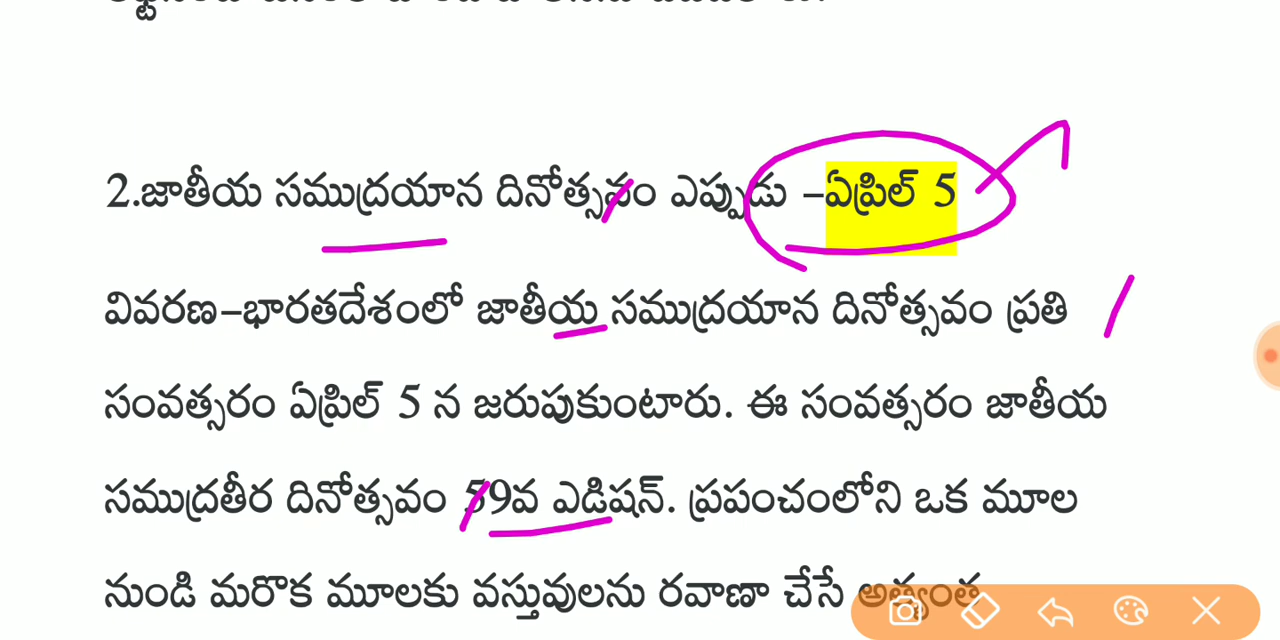 2.జాతీయ సముద్రయాన దినోత్సవం ఎప్పుడు –ఏప్రిల్ 5
వివరణ–భారతదేశంలో జాతీయ సముద్రయాన దినోత్సవం ప్రతి
సంవత్సరం ఏప్రిల్ 5 న జరుపుకుంటారు. ఈ సంవత్సరం జాతీయ
సముద్రతీర దినోత్సవం 59వ ఎడిషన్. ప్రపంచంలోని ఒక మూల
నుండి మరొక మూలకు వస్తువులను రవాణా చేసే అత్యంత